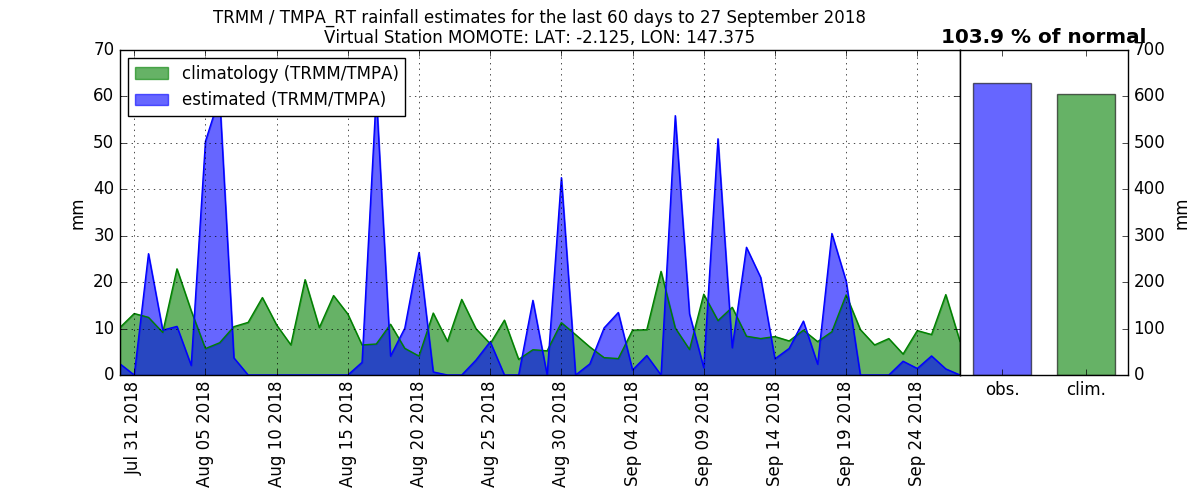 TRMM / TMPA_RT rainfall estimates for the last 60 days to 27 September 2018
Virtual Station MOMOTE: LAT: -2.125, LON: 147.375
103.9 % of normal
climatology (TRMM/TMPA)
estimated (TRMM/TMPA)
mm
70
60
50
40
30
20
10
0
Jul 31 2018
Aug 05 2018
Aug 10 2018
Aug 15 2018
Aug 20 2018
Aug 25 2018
Aug 30 2018
Sep 04 2018
Sep 09 2018
Sep 14 2018
Sep 19 2018
Sep 24 2018
obs.
clim.
700
600
500
400
300
200
100
0
mm